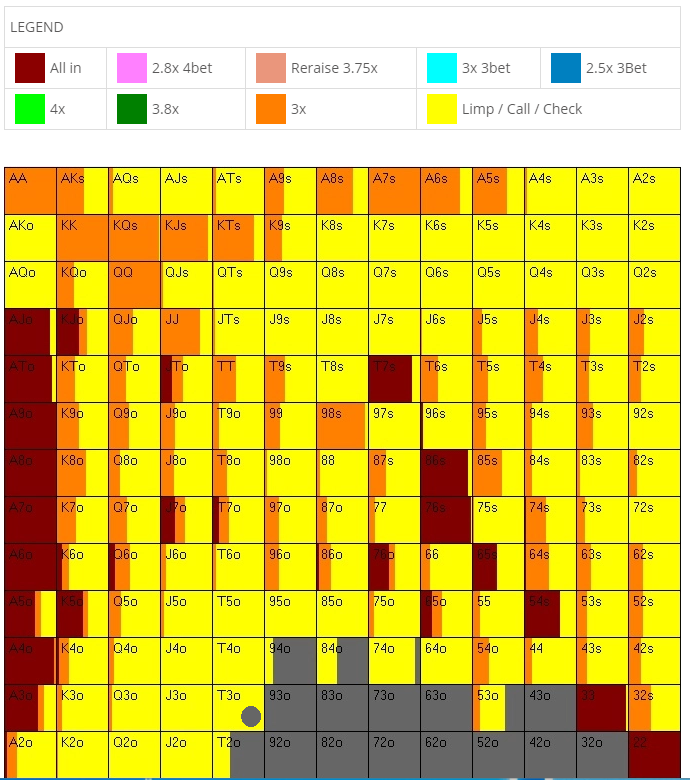 LEGEND
All in 2.8x 4bet Reraise 3.75x 3x 3bet 2.5x 3Bet
4x 3.8x 3x Limp / Call / Check
AA AKs AQs AJs ATs A9s A8s A7s A6s A5s A4s A3s A2s
AKo KK KQs KJs KTs K9s K8s K7s K6s K5s K4s K3s K2s
AQo KQo QQ QJs QTs Q9s Q8s Q7s Q6s Q5s Q4s Q3s Q2s
AJo KJo QJo JJ JTs J9s J8s J7s J6s J5s J4s J3s J2s
ATo KTo QTo JTo TT T9s T8s T7s T6s T5s T4s T3s T2s
A9o K9o Q9o J9o T9o 99 98s 97s 96s 95s 94s 93s 92s
A8o K8o Q8o J8o T8o 98o 88 87s 86s 85s 84s 83s 82s
A7o K7o Q7o J7o T7o 97o 87o 77 76s 75s 74s 73s 72s
A6o K6o Q6o J6o T6o 96o 86o 76o 66 65s 64s 63s 62s
A5o K5o Q5o J5o T5o 95o 85o 75o 65o 55 54s 53s 52s
A4o K4o Q4o J4o T4o 94o 84o 74o 64o 54o 44 43s 42s
A3o K3o Q3o J3o T3o 93o 83o 73o 63o 53o 43o 33 32s
A2o K2o Q2o J2o T2o 92o 82o 72o 62o 52o 42o 32o 22